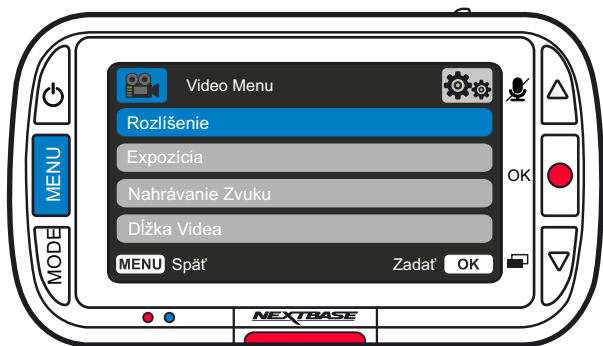 Video Menu
Rozlíšenie
Expozícia
Nahrávanie Zvuku
Dĺžka Videa
MENU Späť
Zadať OK
MENU
MODE
OK
NEXTBASE